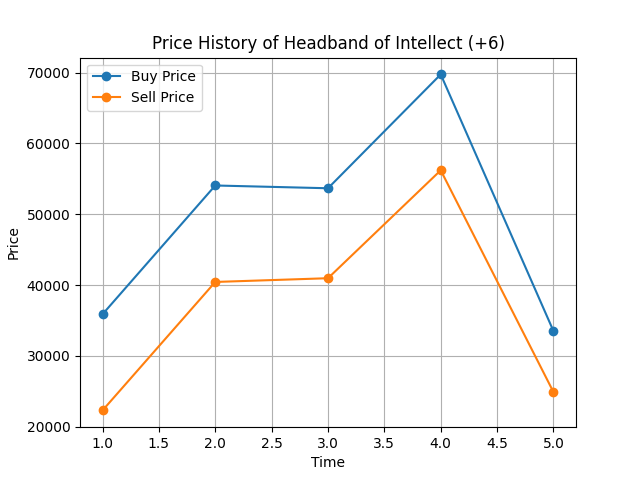 Price History of Headband of Intellect (+6)
Buy Price
Sell Price
70000
60000
50000
40000
30000
20000
Price
1.0 1.5 2.0 2.5 3.0 3.5 4.0 4.5 5.0
Time